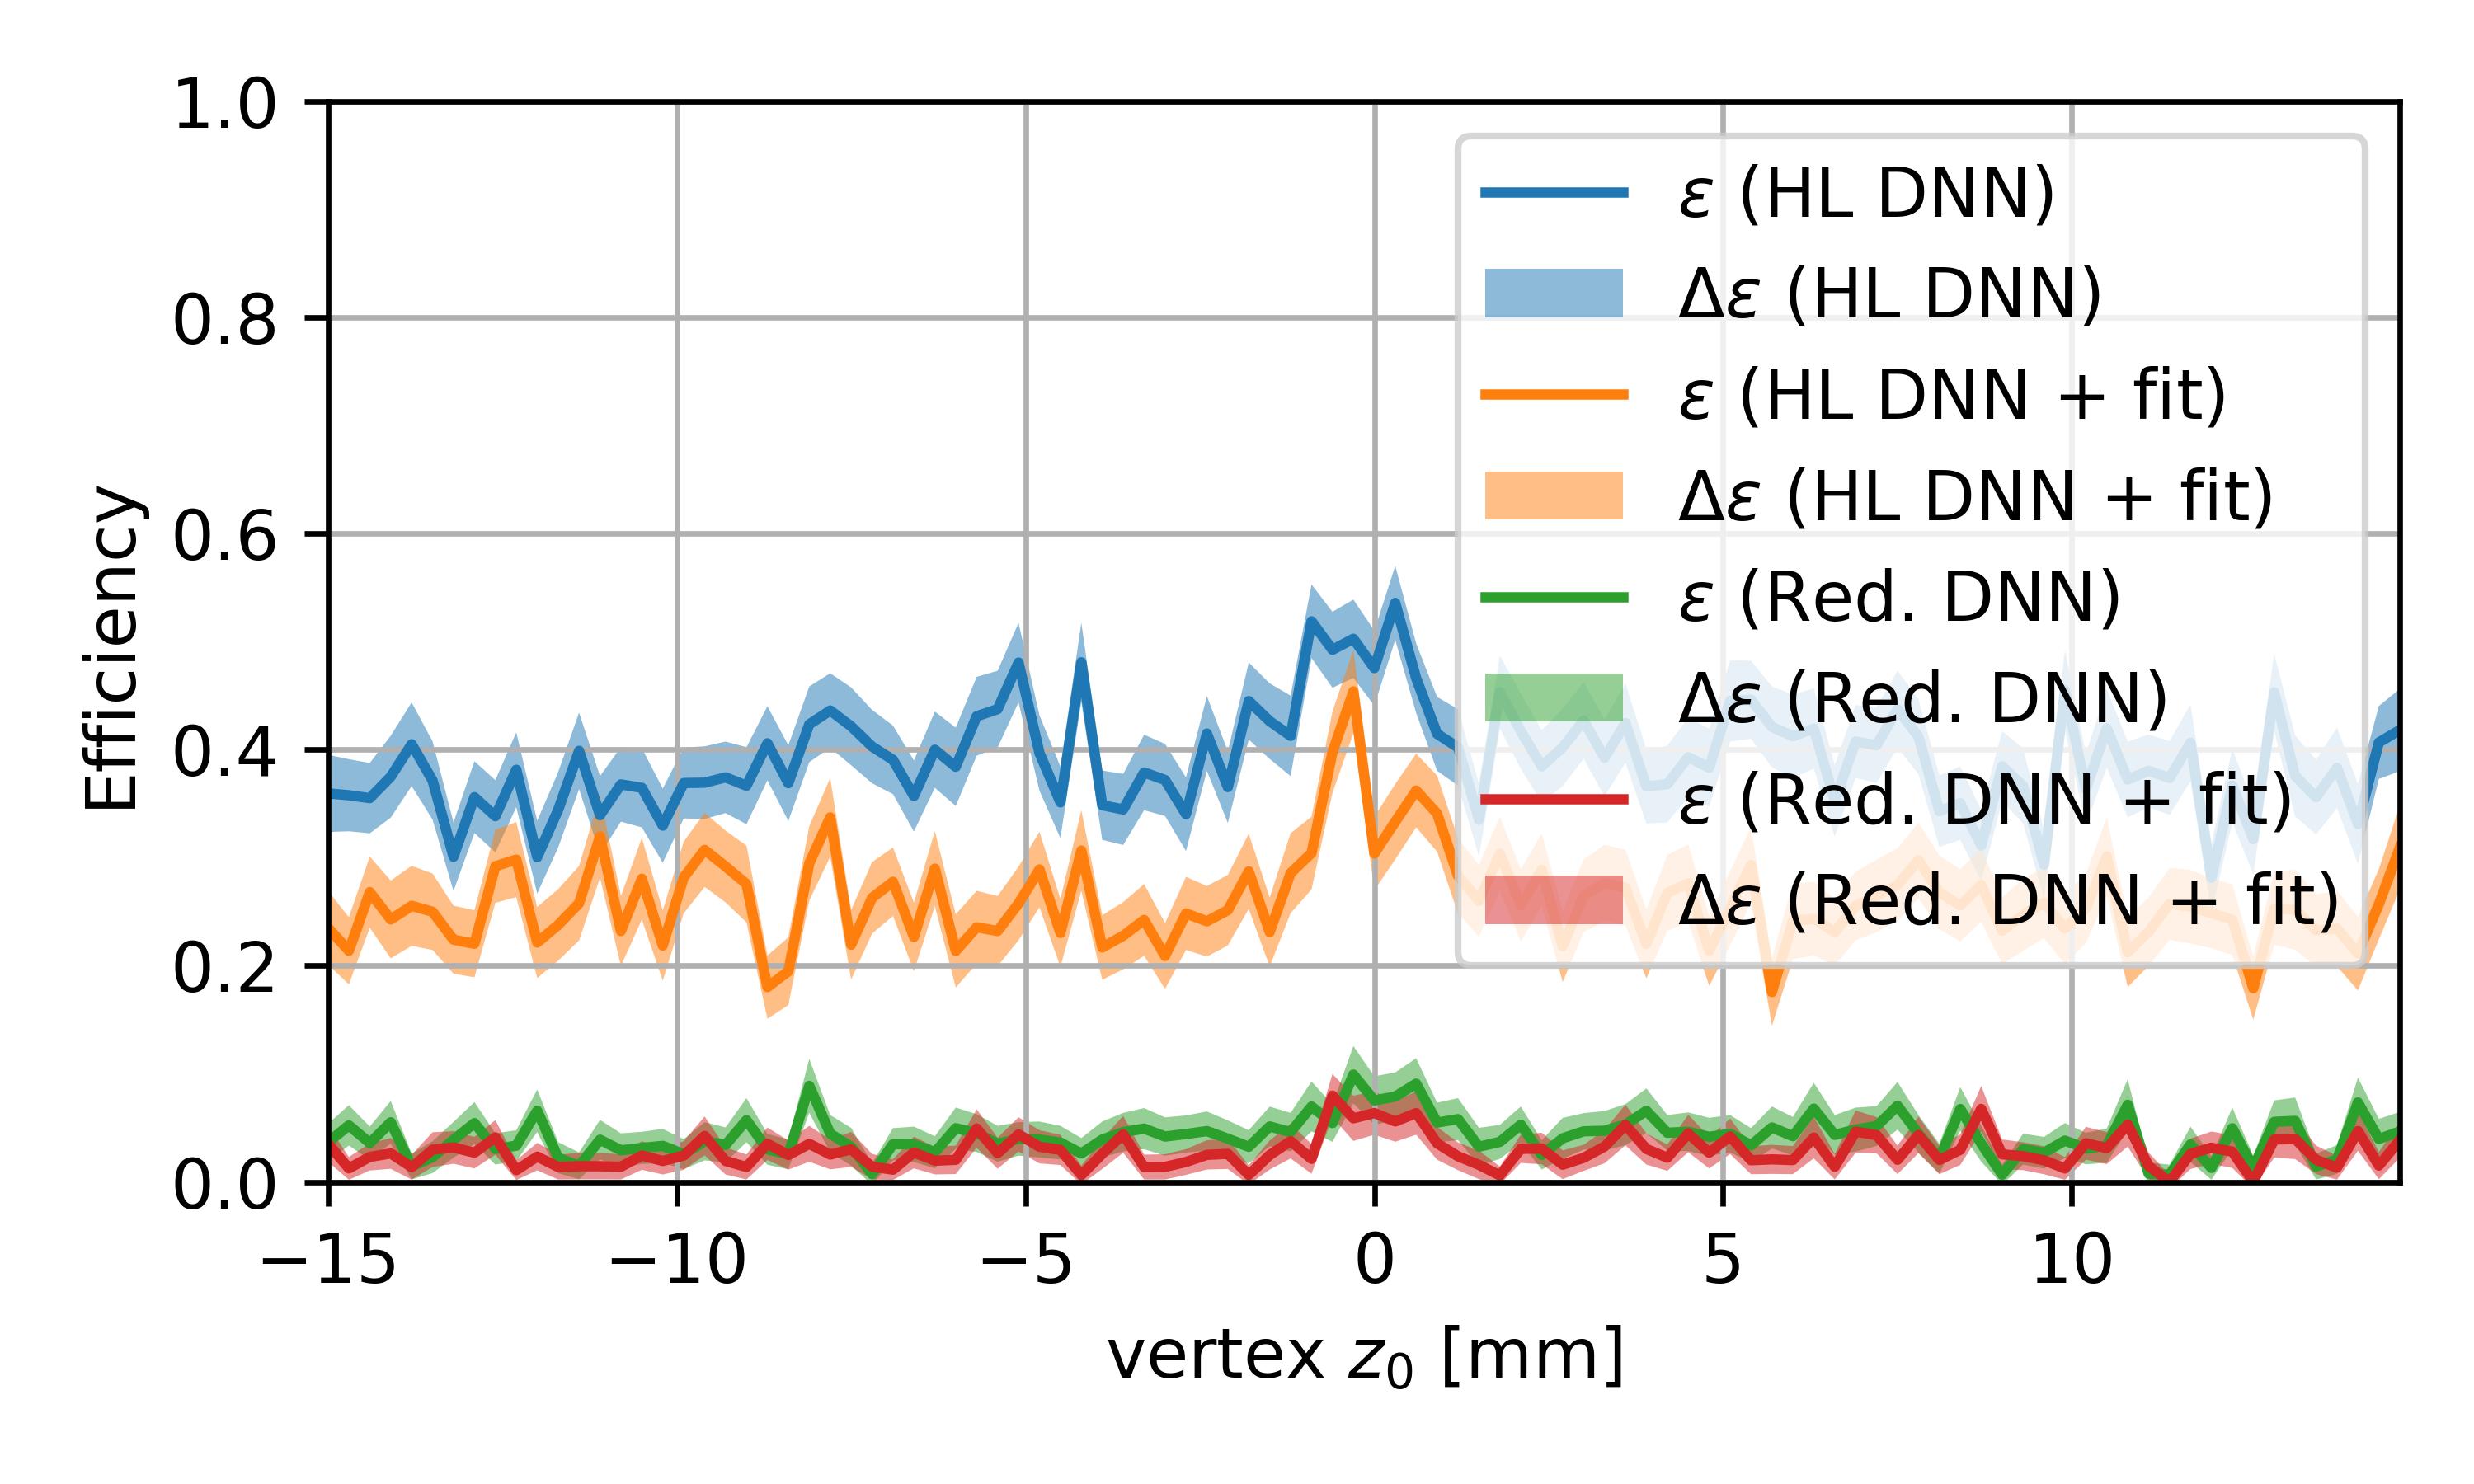 1.0
0.8
0.6
0.4
0.2
0.0
Efficiency
ε (HL DNN)
Δε (HL DNN)
ε (HL DNN + fit)
Δε (HL DNN + fit)
ε (Red. DNN)
Δε (Red. DNN)
ε (Red. DNN + fit)
Δε (Red. DNN + fit)
−15 −10 −5 0 5 10
vertex z₀ [mm]